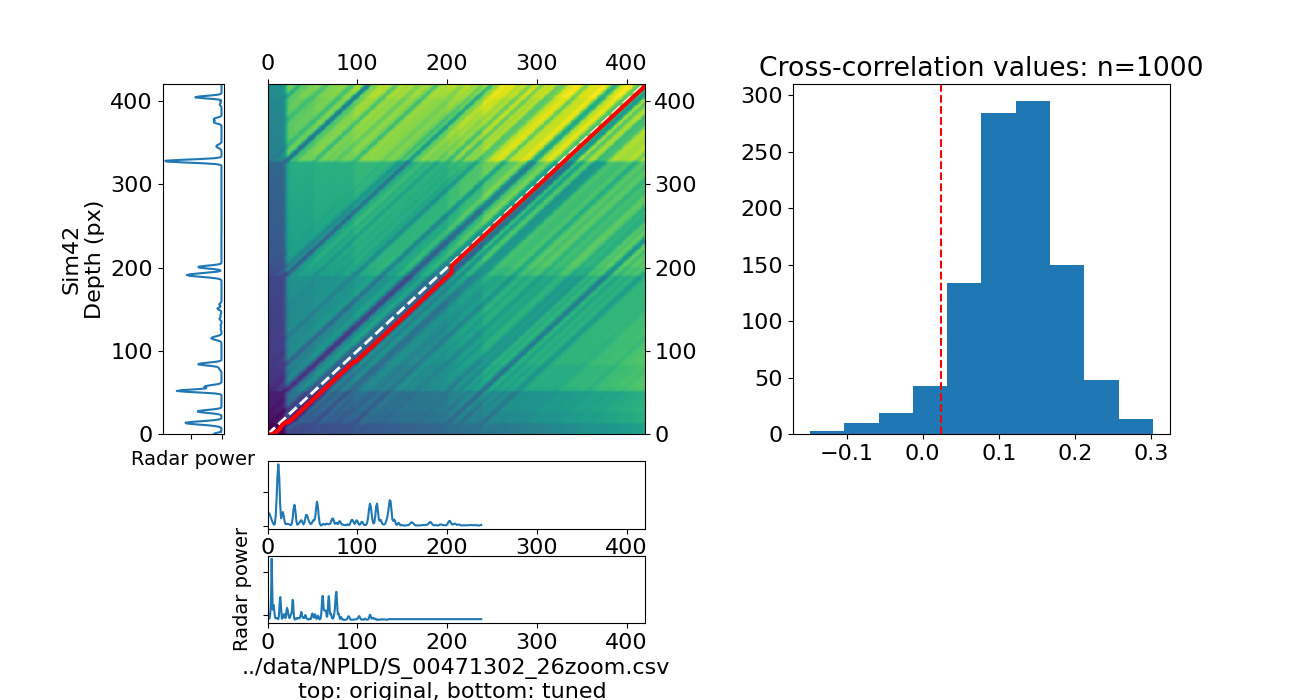 0 100 200 300 400
Cross-correlation values: n=1000
400
300
200
100
0
Sim42
Depth (px)
Radar power
400
300
200
100
0
300
250
200
150
100
50
0
−0.1 0.0 0.1 0.2 0.3
0 100 200 300 400
Radar power
0 100 200 300 400
../data/NPLD/S_00471302_26zoom.csv
top: original, bottom: tuned